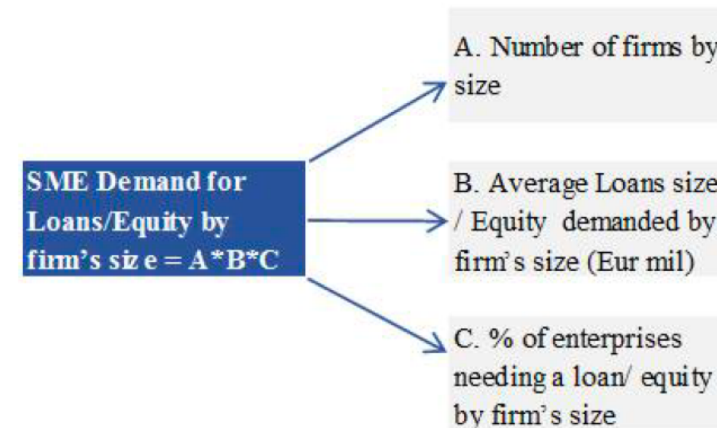 SME Demand for
Loans/Equity by
firm's size = A*B*C
A. Number of firms by
size
B. Average Loans size
/ Equity demanded by
firm's size (Eur mil)
C. % of enterprises
needing a loan/ equity
by firm's size